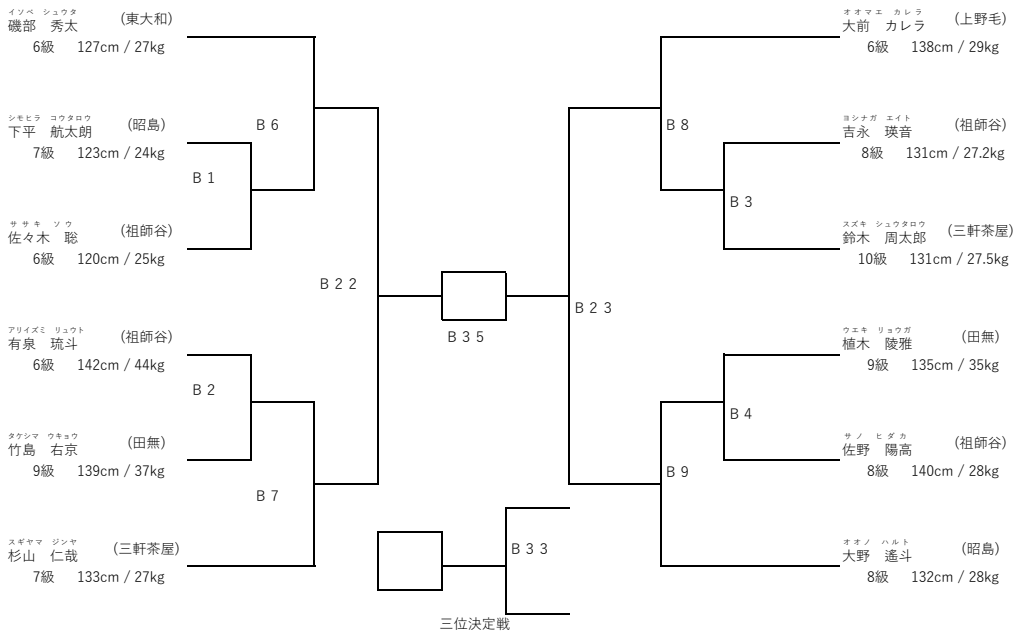 イソベ シュウタ
磯部 秀太 (東大和)
6級 127cm / 27kg
B 6
シモヒラ コウタロウ
下平 航太朗 (昭島)
7級 123cm / 24kg
B 1
ササキ ソウ
佐々木 聡 (祖師谷)
6級 120cm / 25kg
B 2 2
アリイズミ リュウト
有泉 琉斗 (祖師谷)
6級 142cm / 44kg
B 2
タケシマ ウキョウ
竹島 右京 (田無)
9級 139cm / 37kg
B 7
スギヤマ ジンヤ
杉山 仁哉 (三軒茶屋)
7級 133cm / 27kg
B 3 5
B 3 3
三位決定戦
オオマエ カレラ
大前 カレラ (上野毛)
6級 138cm / 29kg
B 8
ヨシナガ エイト
吉永 瑛音 (祖師谷)
8級 131cm / 27.2kg
B 3
スズキ シュウタロウ
鈴木 周太郎 (三軒茶屋)
10級 131cm / 27.5kg
B 2 3
ウエキ リョウガ
植木 陵雅 (田無)
9級 135cm / 35kg
B 4
サノ ヒダカ
佐野 陽高 (祖師谷)
8級 140cm / 28kg
B 9
オオノ ハルト
大野 遙斗 (昭島)
8級 132cm / 28kg